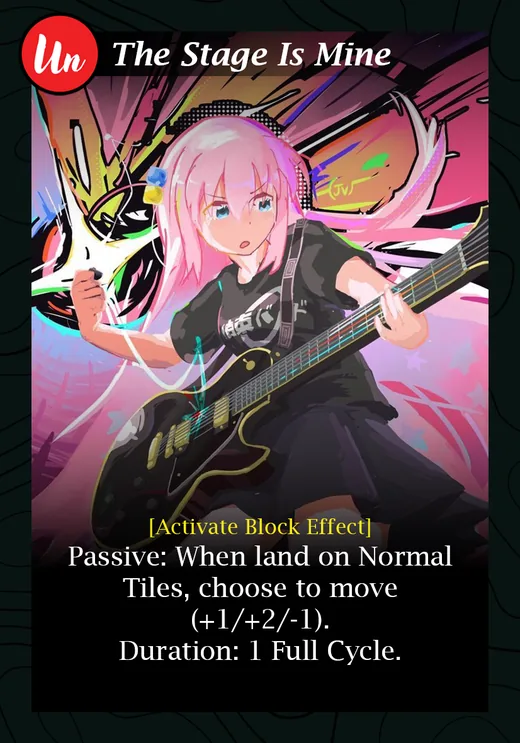 Un
The Stage Is Mine
(JV)
[Activate Block Effect]
Passive: When land on Normal
Tiles, choose to move
(+1/+2/-1).
Duration: 1 Full Cycle.